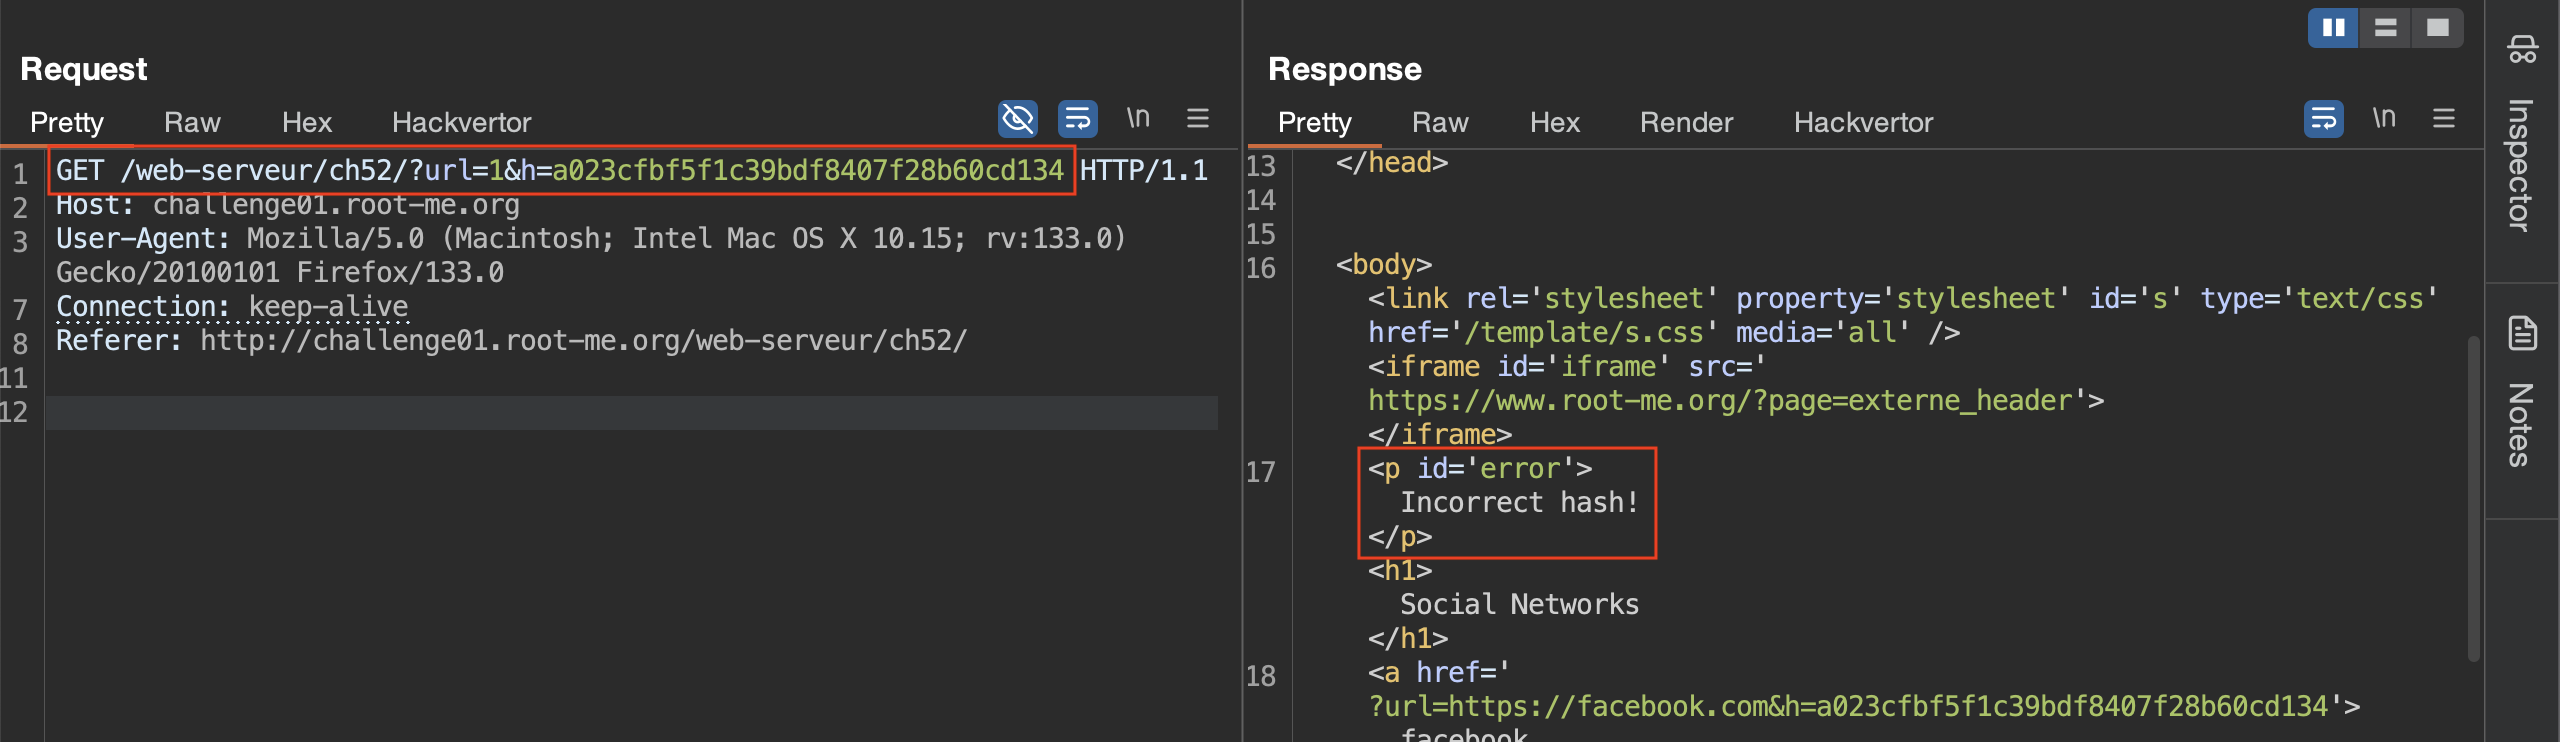 Request
Pretty Raw Hex Hackvertor \n
1 GET /web-serveur/ch52/?url=1&h=a023cfbf5f1c39bdf8407f28b60cd134 HTTP/1.1
2 Host: challenge01.root-me.org
3 User-Agent: Mozilla/5.0 (Macintosh; Intel Mac OS X 10.15; rv:133.0)
Gecko/20100101 Firefox/133.0
7 Connection: keep-alive
8 Referer: http://challenge01.root-me.org/web-serveur/ch52/
11
12
Response
Pretty Raw Hex Render Hackvertor \n
13 </head>
14
15
16 <body>
<link rel='stylesheet' property='stylesheet' id='s' type='text/css'
href='/template/s.css' media='all' />
<iframe id='iframe' src='
https://www.root-me.org/?page=externe_header'>
</iframe>
17 <p id='error'>
Incorrect hash!
</p>
<h1>
Social Networks
</h1>
18 <a href='
?url=https://facebook.com&h=a023cfbf5f1c39bdf8407f28b60cd134'>
facebook
Inspector
Notes